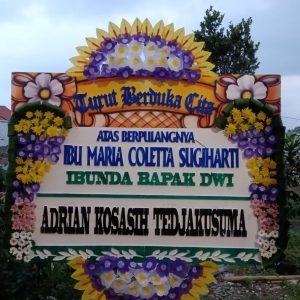 Turut Berduka Cita
ATAS BERPULANGNYA
IBU MARIA COLETTA SUGIHARTI
IBUNDA BAPAK DWI
ADRIAN KOSASIH TEDJAKUSUMA